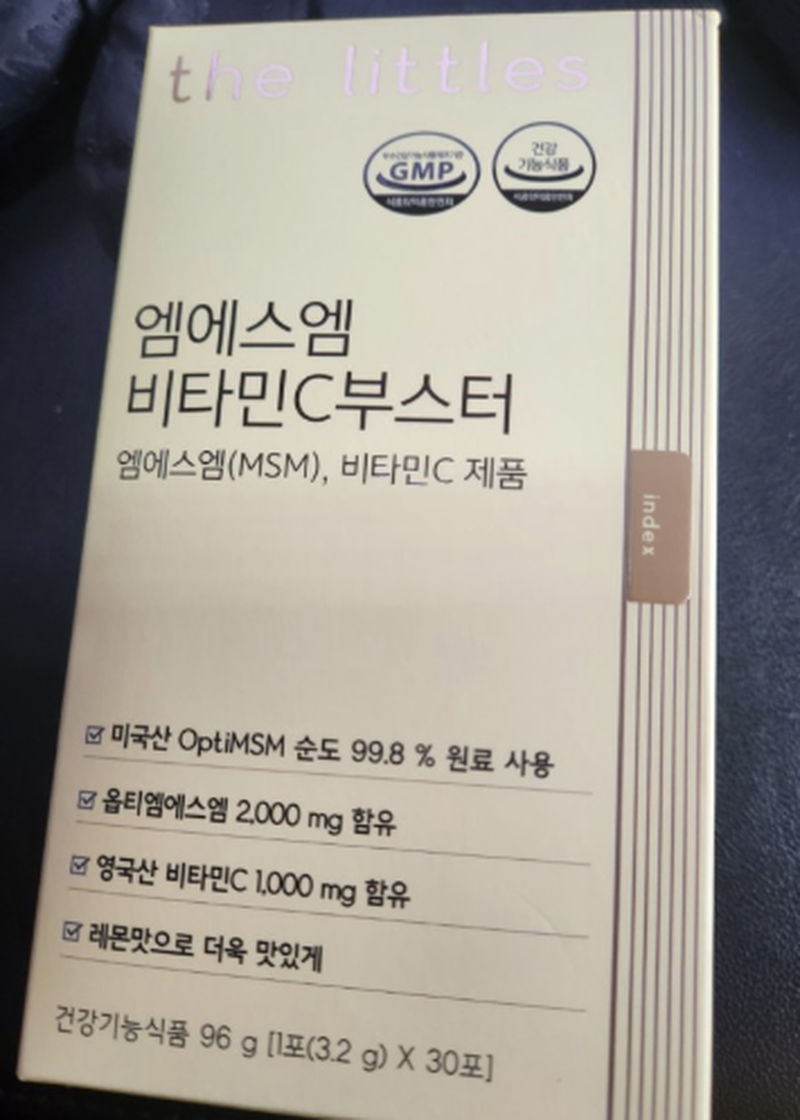 the littles
GMP
건강
기능식품
엠에스엠
비타민C부스터
엠에스엠(MSM), 비타민C 제품
index
미국산 OptiMSM 순도 99.8 % 원료 사용
옵티엠에스엠 2,000 mg 함유
영국산 비타민C 1,000 mg 함유
레몬맛으로 더욱 맛있게
건강기능식품 96 g [1포(3.2 g) X 30포]